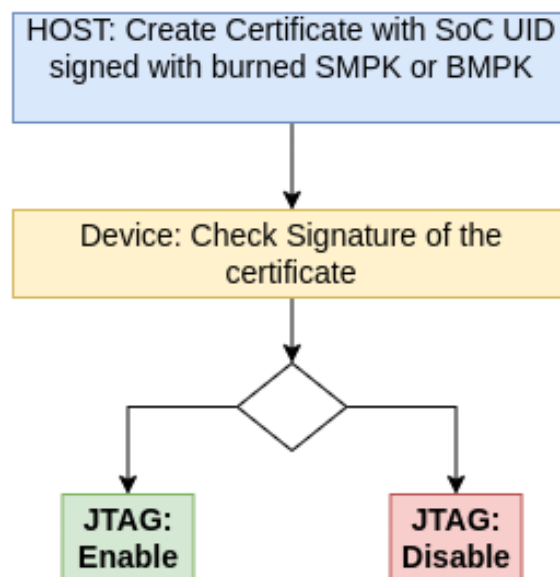 HOST: Create Certificate with SoC UID
signed with burned SMPK or BMPK
Device: Check Signature of the
certificate
JTAG:
Enable
JTAG:
Disable